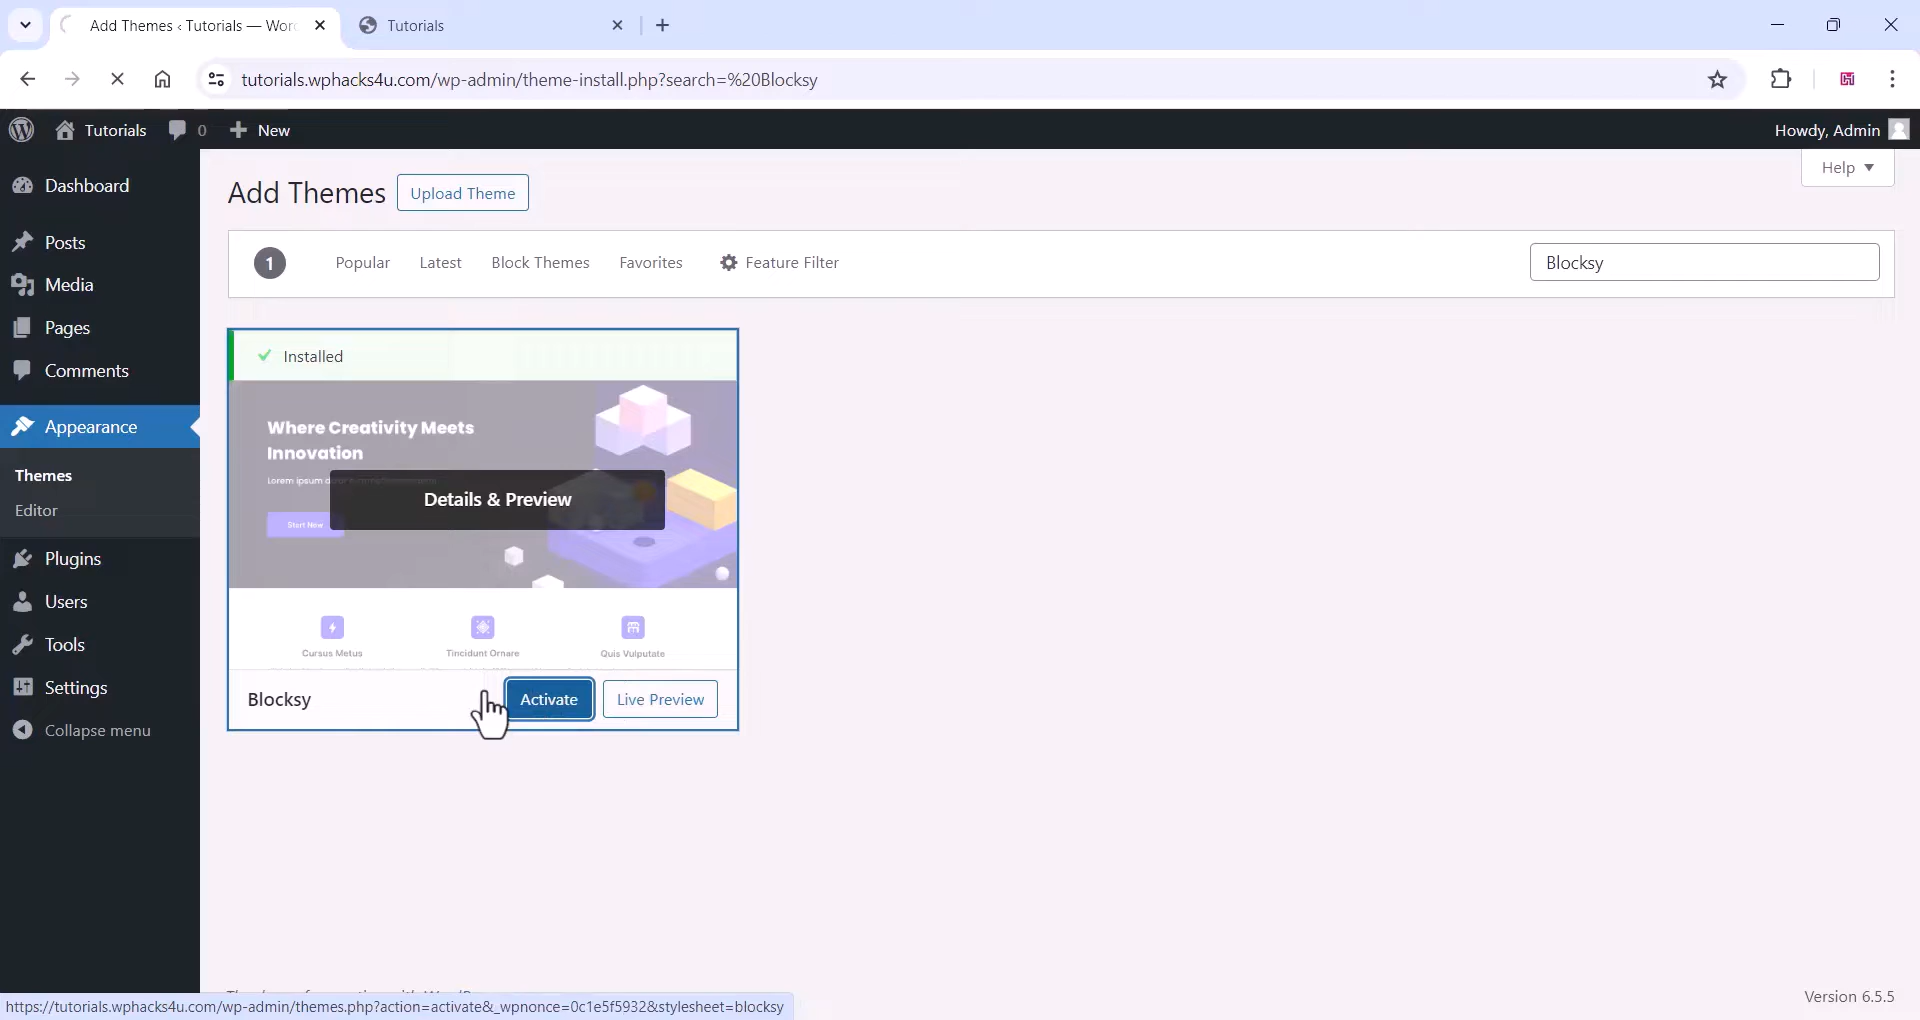 Add Themes ‹ Tutorials — Wor
Tutorials
tutorials.wphacks4u.com/wp-admin/theme-install.php?search=%20Blocksy
Tutorials
0
New
Howdy, Admin
Help
Dashboard
Posts
Media
Pages
Comments
Appearance
Themes
Editor
Plugins
Users
Tools
Settings
Collapse menu
Add Themes
Upload Theme
1
Popular
Latest
Block Themes
Favorites
Feature Filter
Blocksy
Installed
Where Creativity Meets
Innovation
Lorem ipsum
Details & Preview
Start Now
Cursus Metus
Tincidunt Ornare
Quis Vulputate
Blocksy
Activate
Live Preview
Version 6.5.5
https://tutorials.wphacks4u.com/wp-admin/themes.php?action=activate&_wpnonce=0c1e5f5932&stylesheet=blocksy